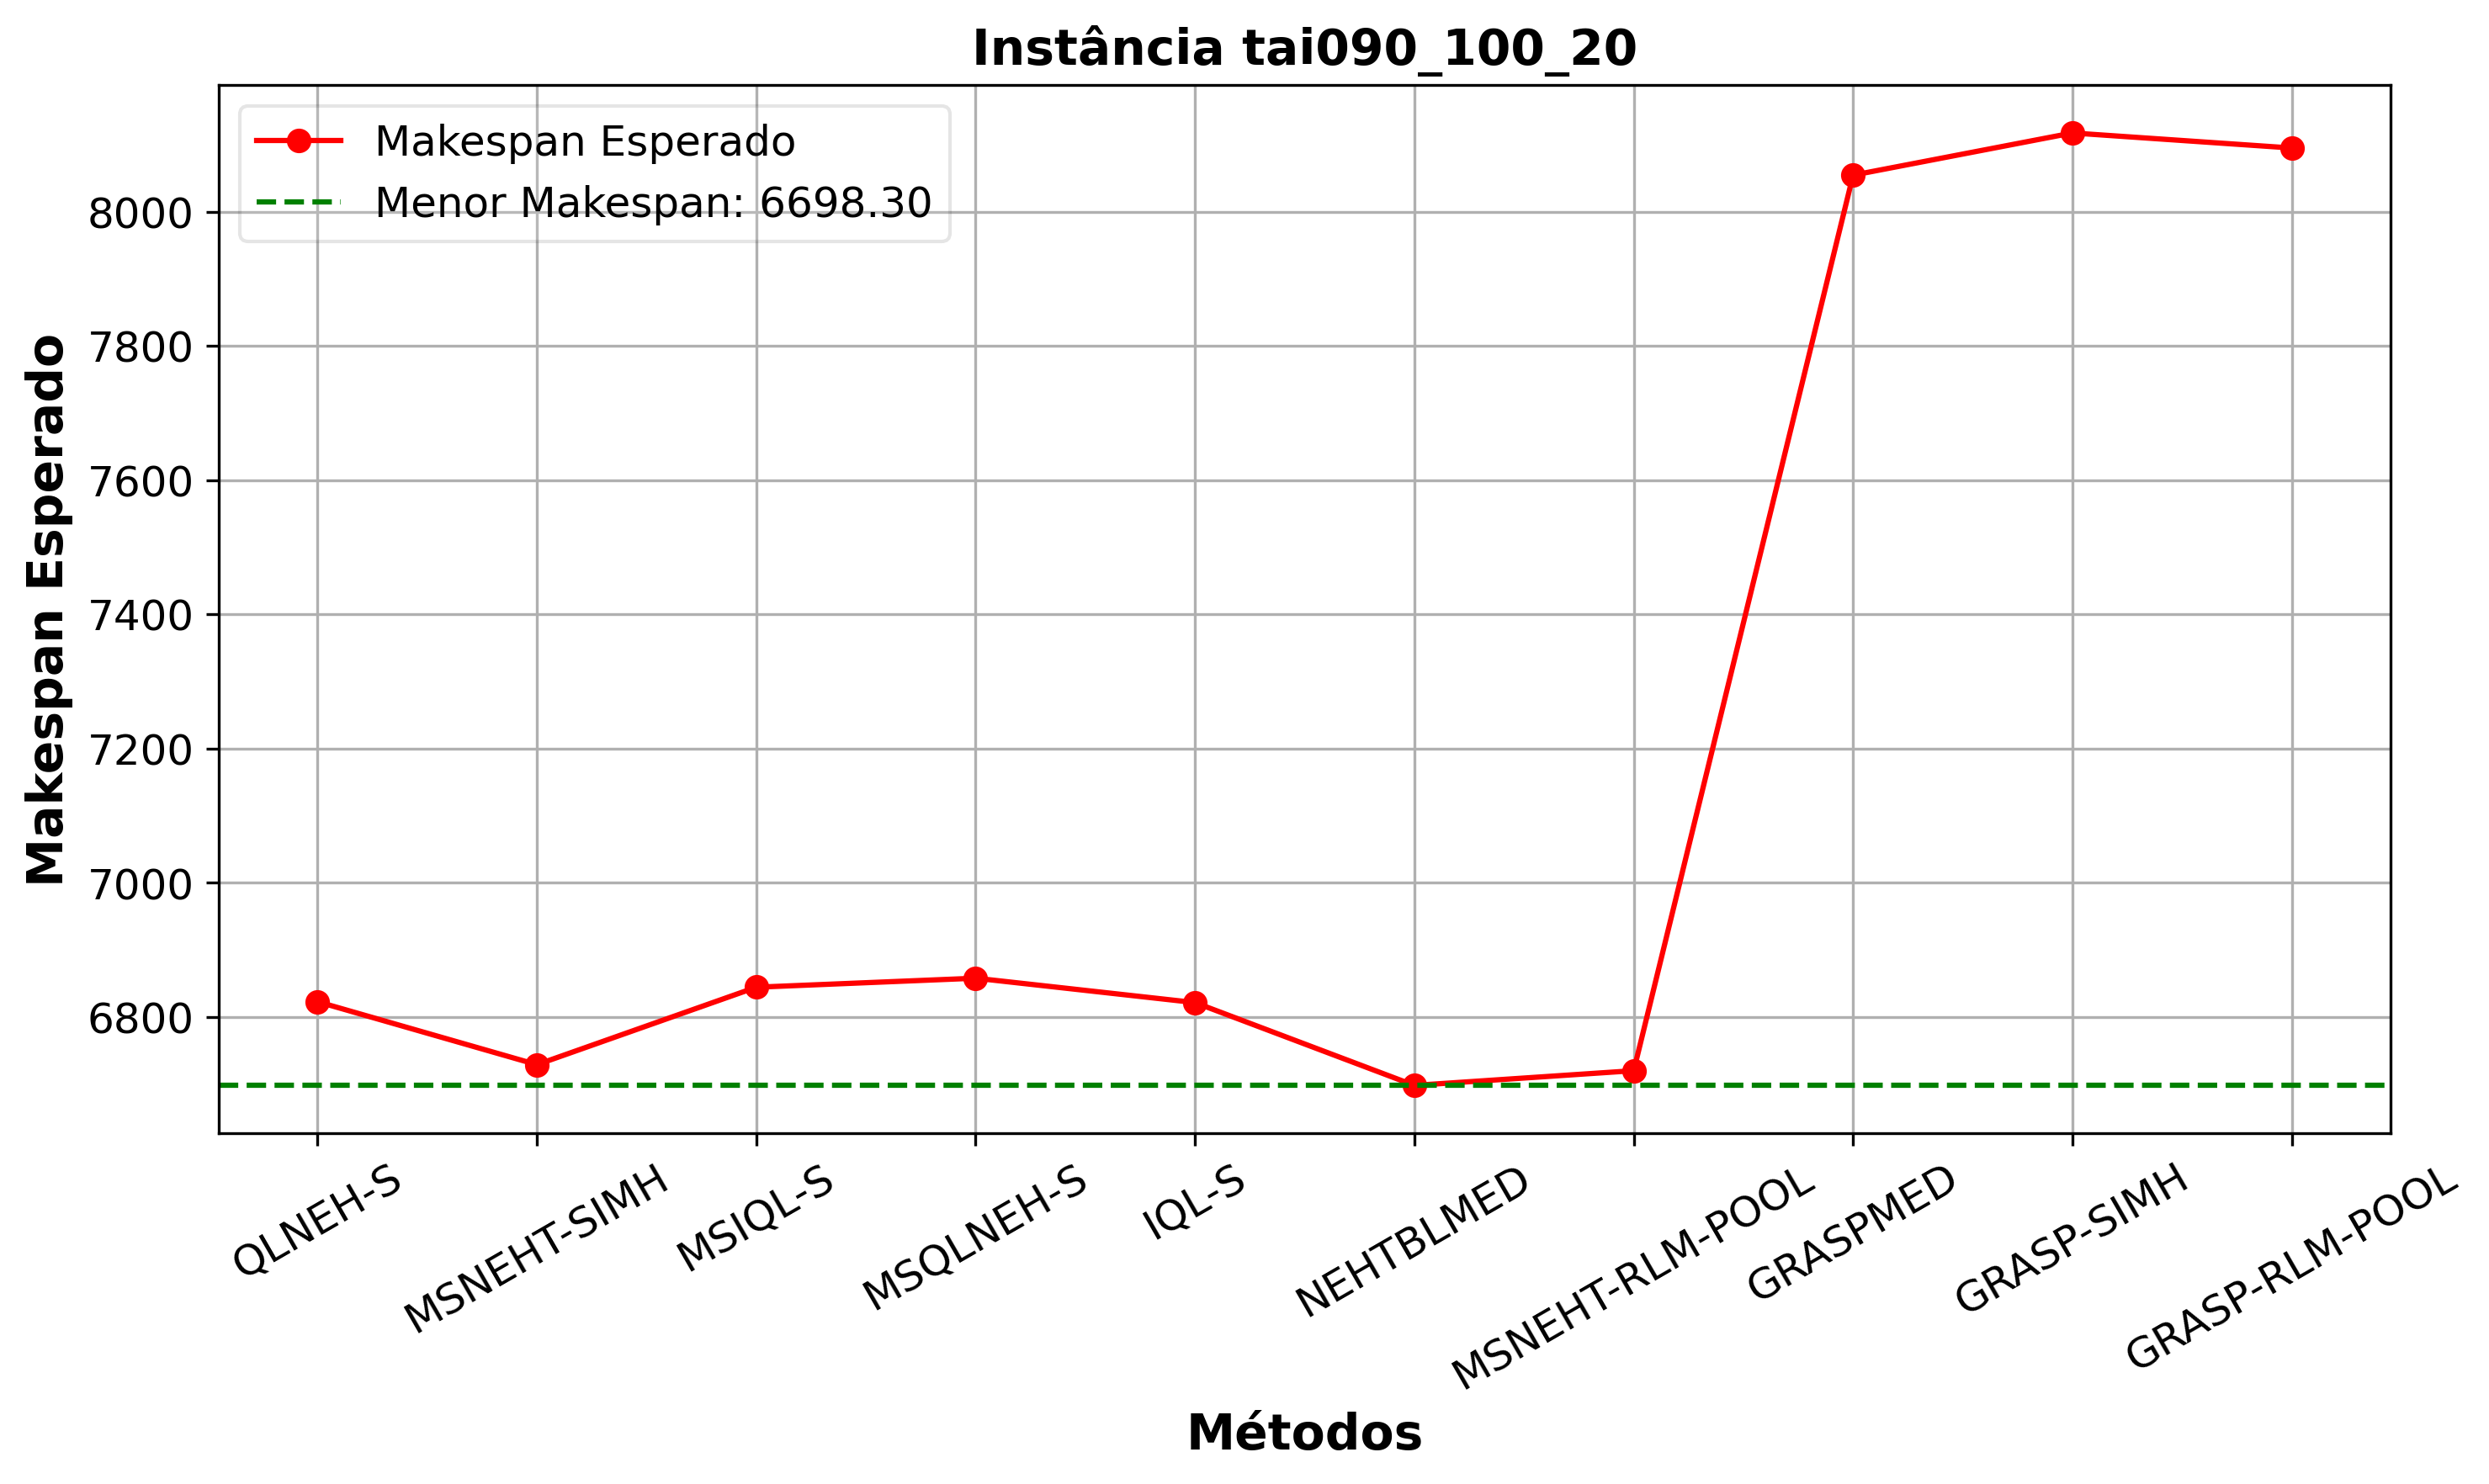 Instância tai090_100_20
Makespan Esperado
Menor Makespan: 6698.30
Makespan Esperado
8000
7800
7600
7400
7200
7000
6800
QLNEH-S
MSNEHT-SIMH
MSIQL-S
MSQLNEH-S
IQL-S
NEHTBLMED
MSNEHT-RLM-POOL
GRASPMED
GRASP-SIMH
GRASP-RLM-POOL
Métodos